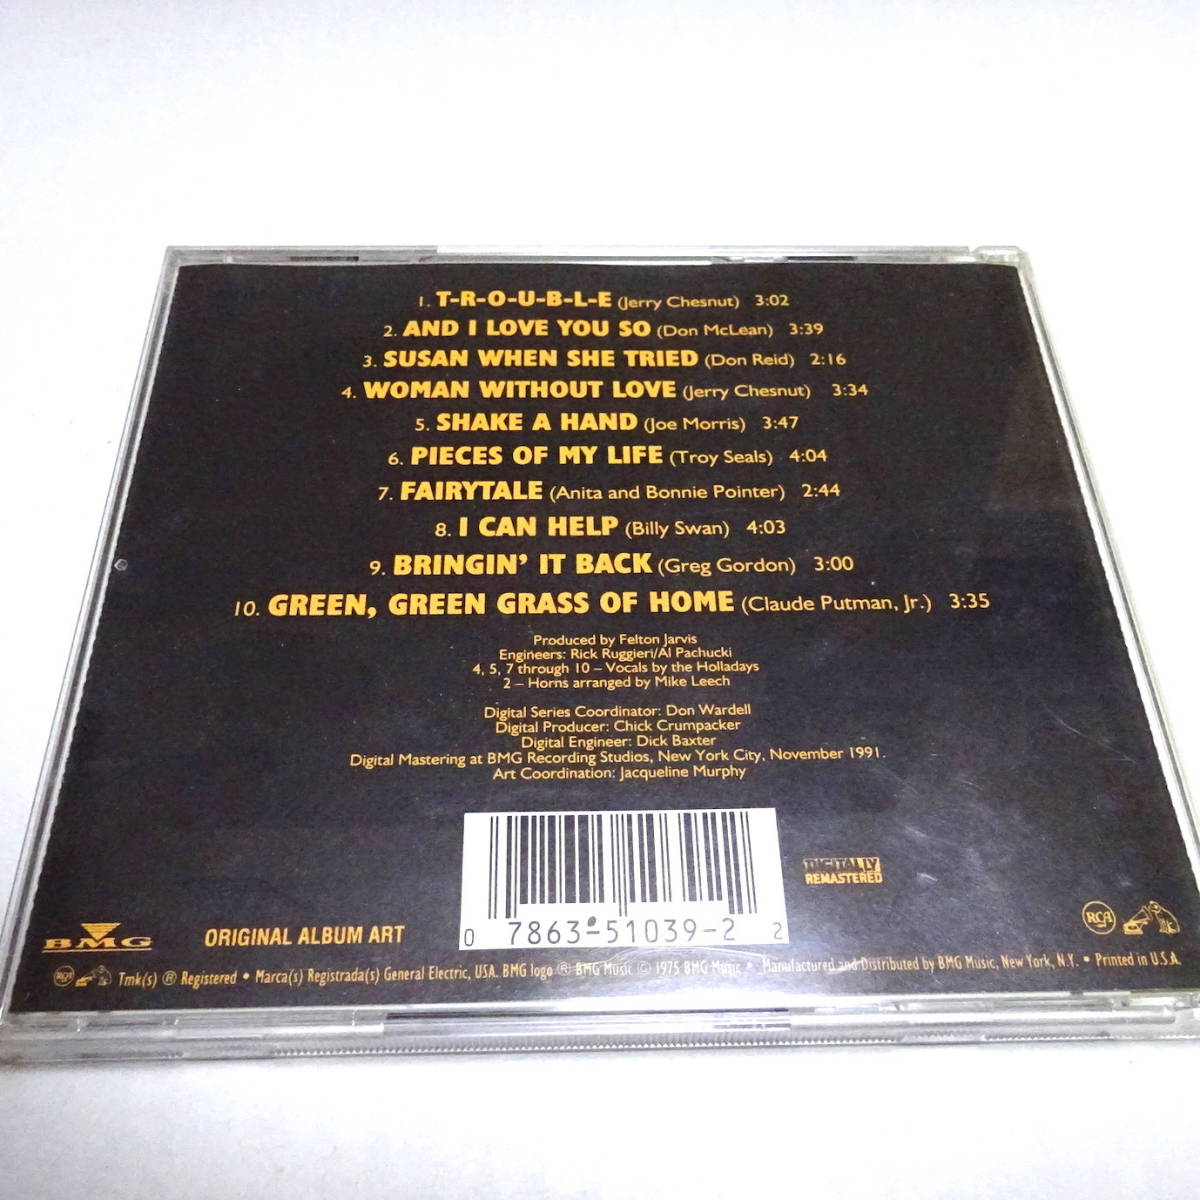 1. T-R-O-U-B-L-E (Jerry Chesnut) 3:02
2. AND I LOVE YOU SO (Don McLean) 3:39
3. SUSAN WHEN SHE TRIED (Don Reid) 2:16
4. WOMAN WITHOUT LOVE (Jerry Chesnut) 3:34
5. SHAKE A HAND (Joe Morris) 3:47
6. PIECES OF MY LIFE (Troy Seals) 4:04
7. FAIRYTALE (Anita and Bonnie Pointer) 2:44
8. I CAN HELP (Billy Swan) 4:03
9. BRINGIN' IT BACK (Greg Gordon) 3:00
10. GREEN, GREEN GRASS OF HOME (Claude Putman, Jr.) 3:35
Produced by Felton Jarvis
Engineers: Rick Ruggieri/Al Pachucki
4, 5, 7 through 10 – Vocals by the Holladays
2 – Horns arranged by Mike Leech
Digital Series Coordinator: Don Wardell
Digital Producer: Chick Crumpacker
Digital Engineer: Dick Baxter
Digital Mastering at BMG Recording Studios, New York City, November 1991.
Art Coordination: Jacqueline Murphy
DIGITALLY
REMASTERED
BMG
ORIGINAL ALBUM ART
0 7863-51039-2 2
RCA
RCA Tmk(s) ® Registered • Marca(s) Registrada(s) General Electric, USA. BMG logo ® BMG Music © 1975 BMG Music • Manufactured and Distributed by BMG Music, New York, N.Y. • Printed in U.S.A.